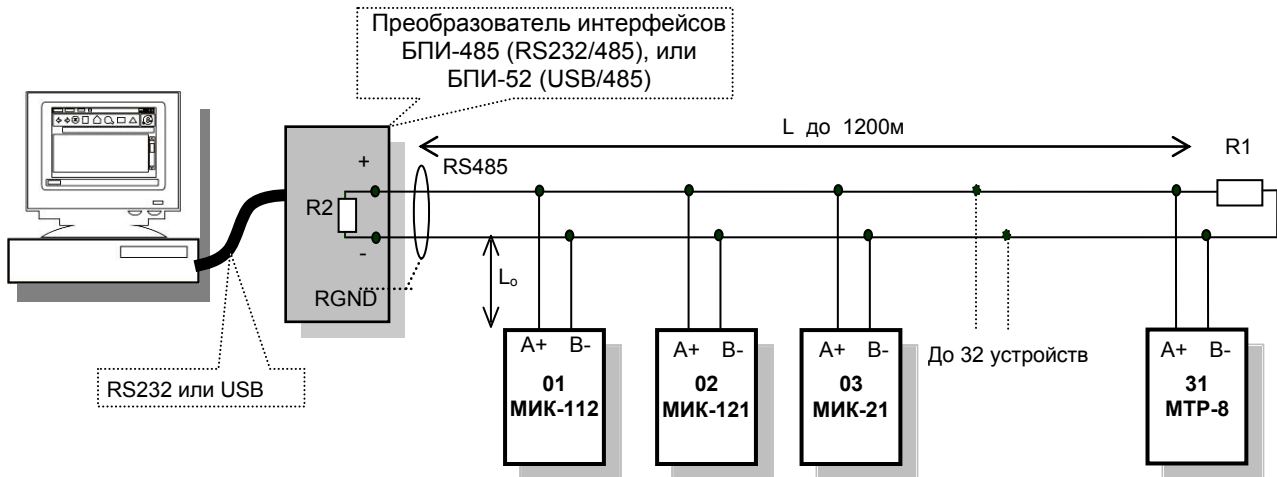 Преобразователь интерфейсов
БПИ-485 (RS232/485), или
БПИ-52 (USB/485)
L до 1200м
R1
+
RS485
R2
-
RGND
L₀
RS232 или USB
A+ B-
01
МИК-112
A+ B-
02
МИК-121
A+ B-
03
МИК-21
До 32 устройств
A+ B-
31
МТР-8